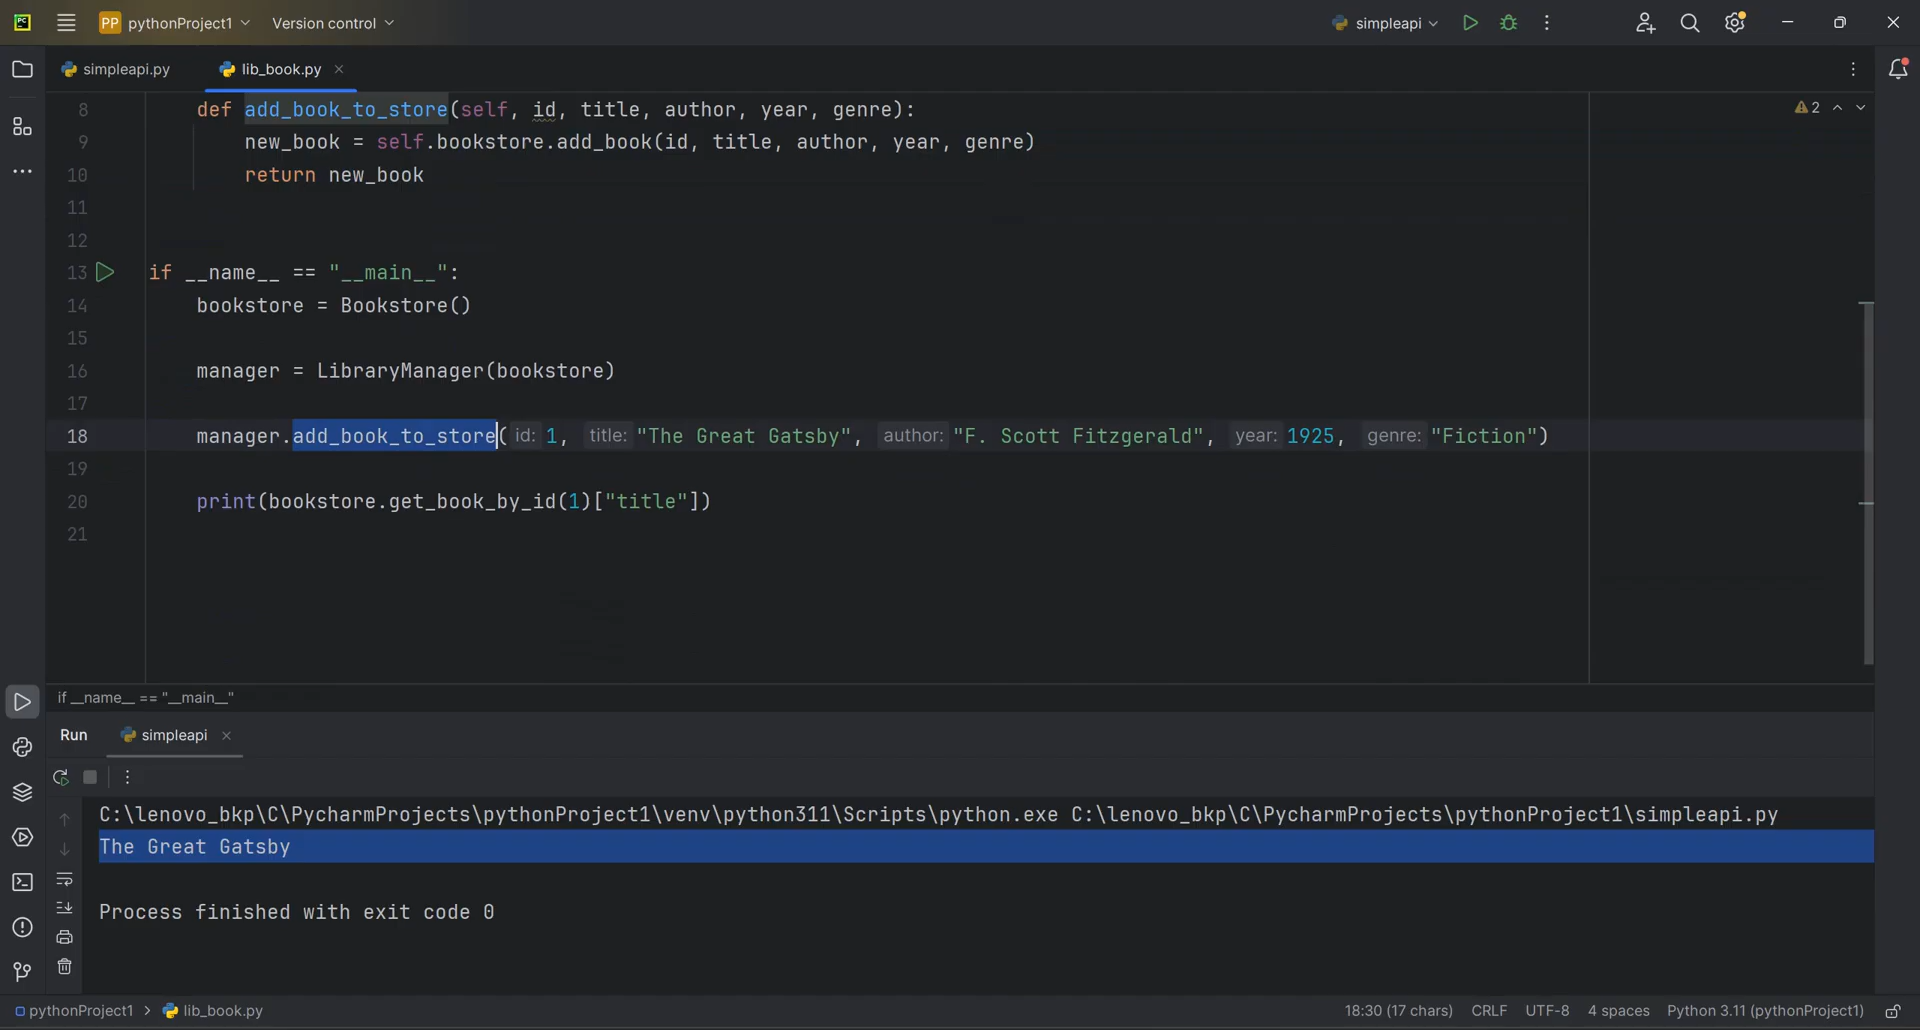 PC PP pythonProject1 Version control simpleapi
simpleapi.py lib_book.py
8 def add_book_to_store(self, id, title, author, year, genre): 2
9 new_book = self.bookstore.add_book(id, title, author, year, genre)
10 return new_book
11
12
13 if __name__ == "__main__":
14 bookstore = Bookstore()
15
16 manager = LibraryManager(bookstore)
17
18 manager.add_book_to_store( id: 1, title: "The Great Gatsby", author: "F. Scott Fitzgerald", year: 1925, genre: "Fiction")
19
20 print(bookstore.get_book_by_id(1)["title"])
21
if __name__ == "__main__"
Run simpleapi
C:\lenovo_bkp\C\PycharmProjects\pythonProject1\venv\python311\Scripts\python.exe C:\lenovo_bkp\C\PycharmProjects\pythonProject1\simpleapi.py
The Great Gatsby
Process finished with exit code 0
pythonProject1 > lib_book.py 18:30 (17 chars) CRLF UTF-8 4 spaces Python 3.11 (pythonProject1)